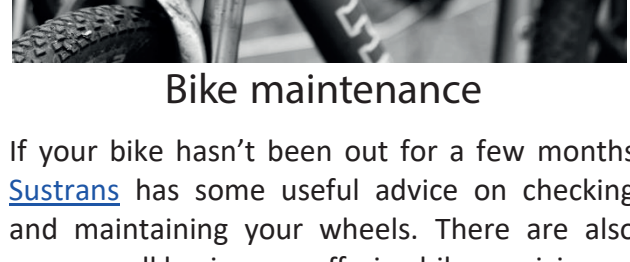 Bike maintenance
If your bike hasn’t been out for a few months
Sustrans has some useful advice on checking
and maintaining your wheels. There are also